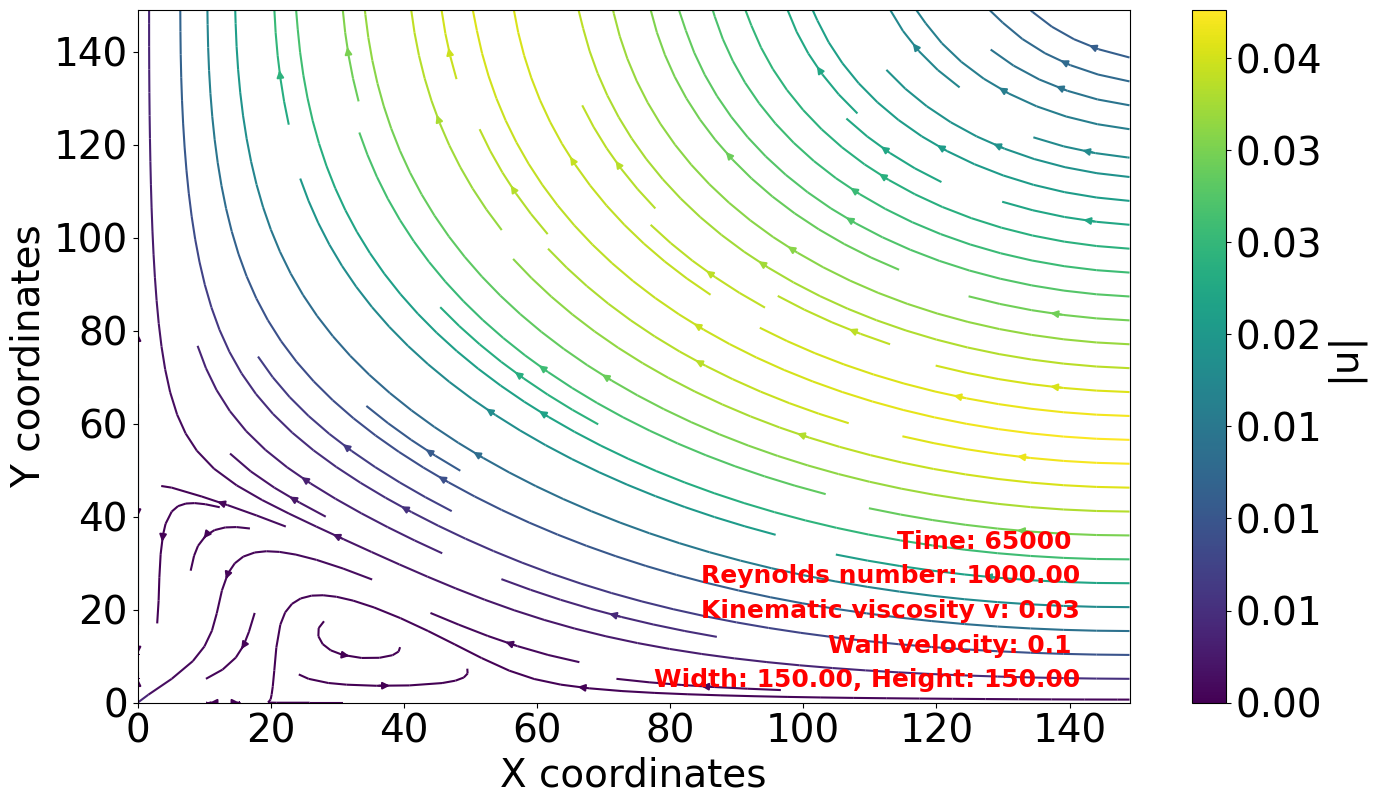 140
120
100
80
60
40
20
0
Y coordinates
0 20 40 60 80 100 120 140
X coordinates
Time: 65000
Reynolds number: 1000.00
Kinematic viscosity v: 0.03
Wall velocity: 0.1
Width: 150.00, Height: 150.00
0.04
0.03
0.03
0.02
0.01
0.01
0.01
0.00
|u|